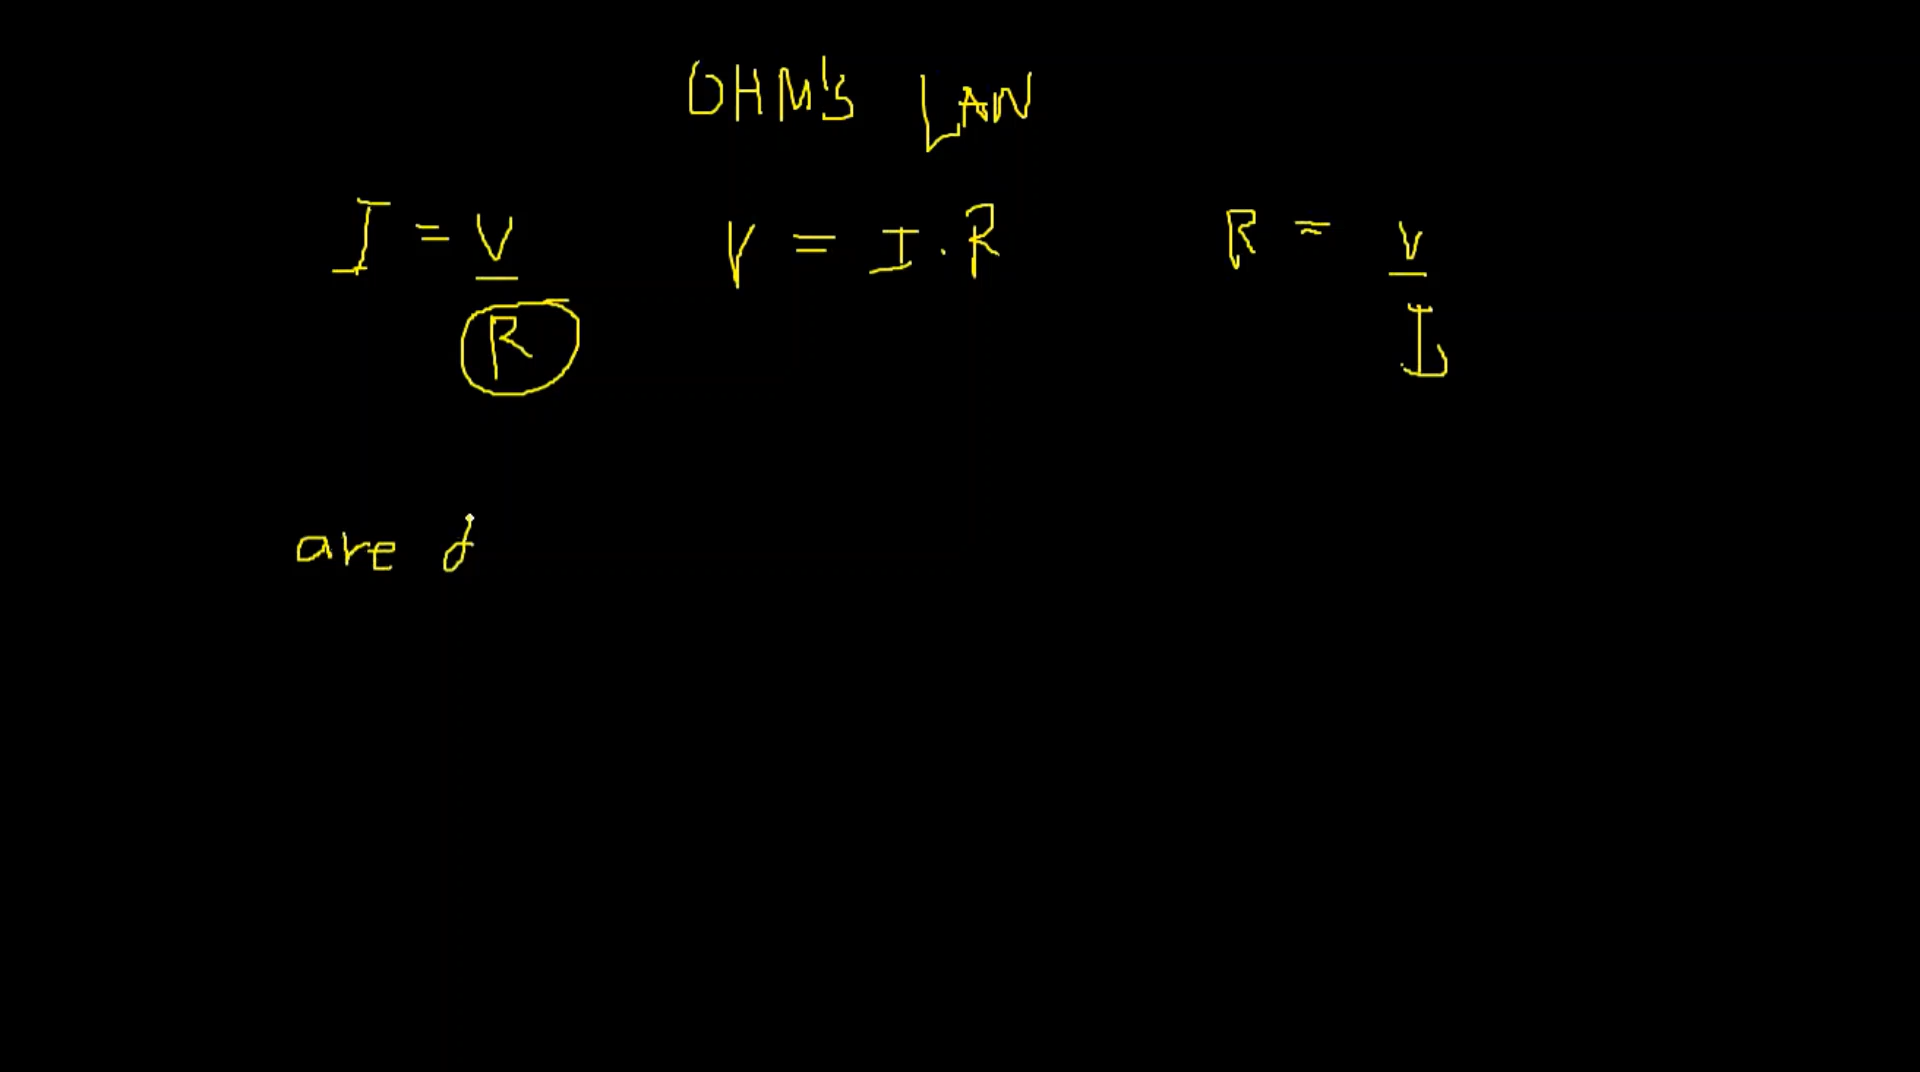 OHM's LAW
I = V/R V = I . R R = V/I
are d